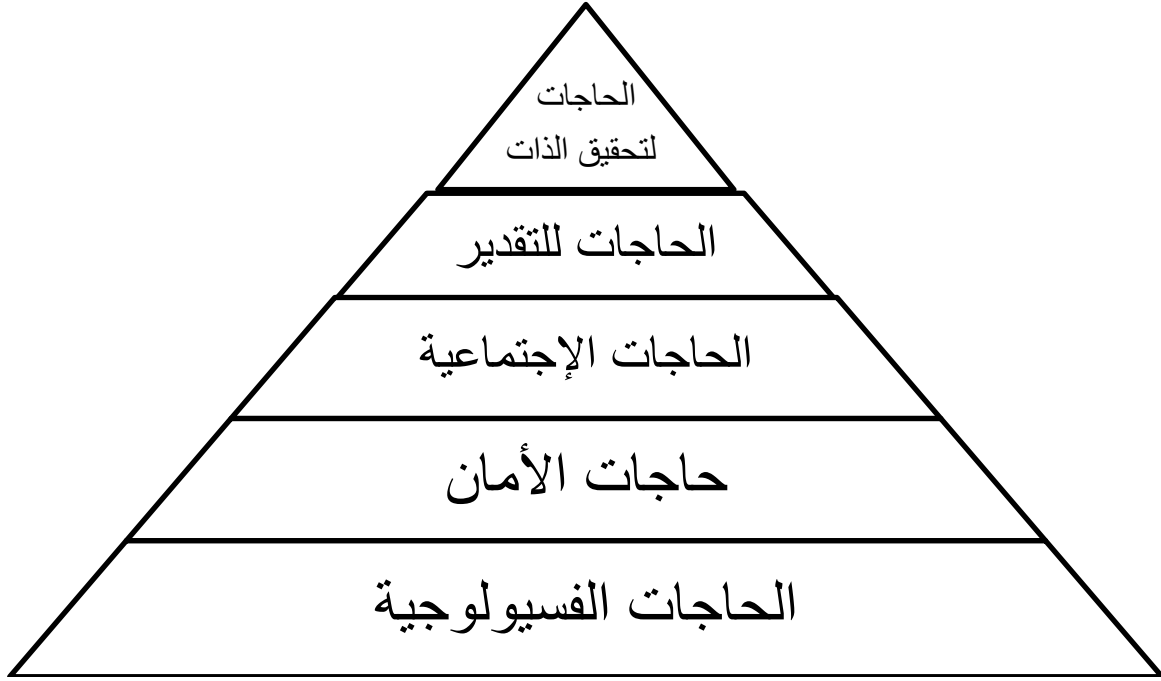 الحاجات
لتحقيق الذات
الحاجات للتقدير
الحاجات الإجتماعية
حاجات الأمان
الحاجات الفسيولوجية